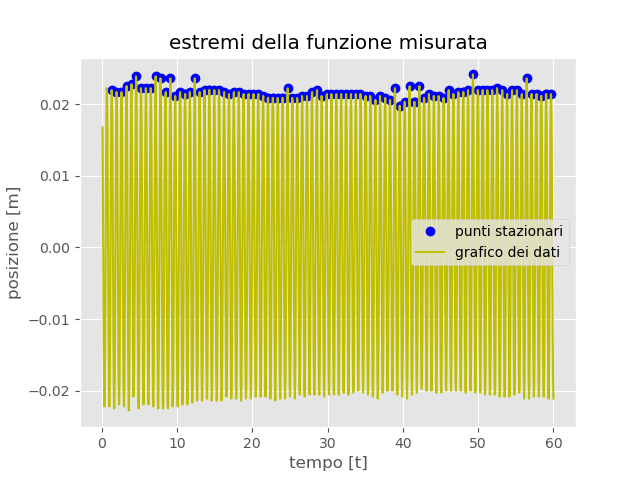 estremi della funzione misurata
posizione [m]
0.02
0.01
0.00
−0.01
−0.02
punti stazionari
grafico dei dati
0
10
20
30
40
50
60
tempo [t]